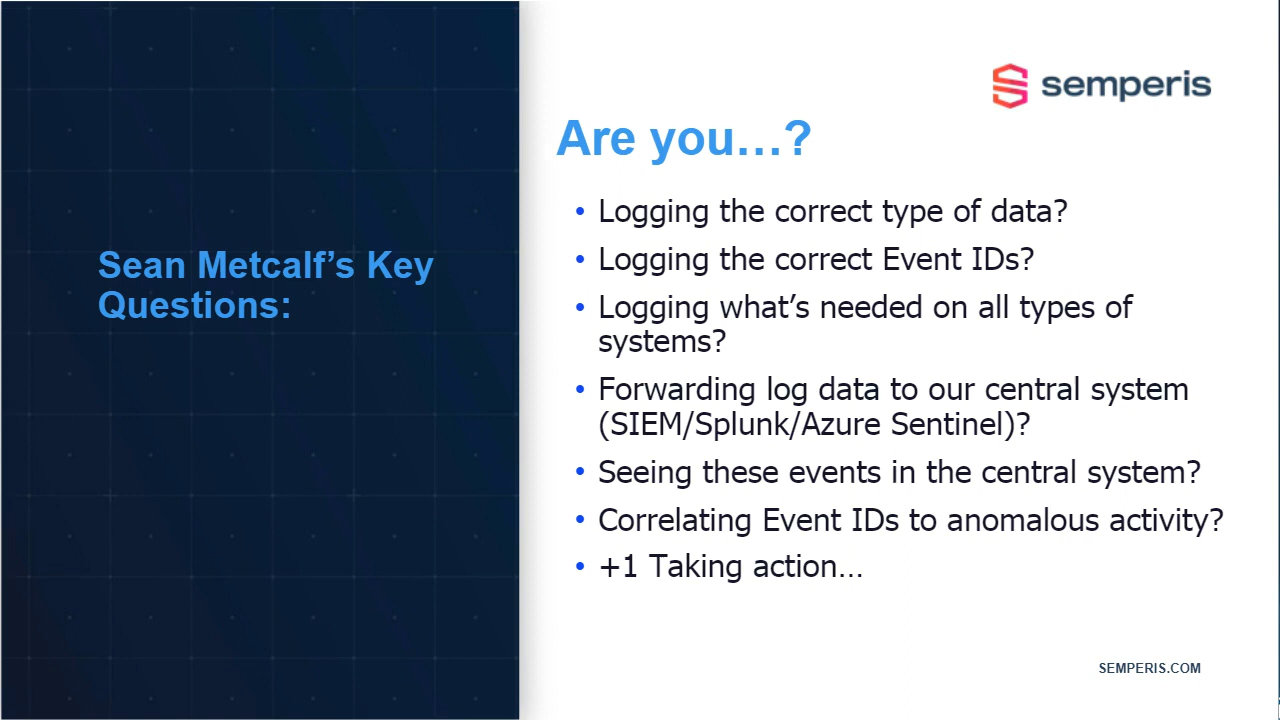 Sean Metcalf’s Key
Questions:
semperis
Are you…?
• Logging the correct type of data?
• Logging the correct Event IDs?
• Logging what’s needed on all types of
systems?
• Forwarding log data to our central system
(SIEM/Splunk/Azure Sentinel)?
• Seeing these events in the central system?
• Correlating Event IDs to anomalous activity?
• +1 Taking action…
SEMPERIS.COM